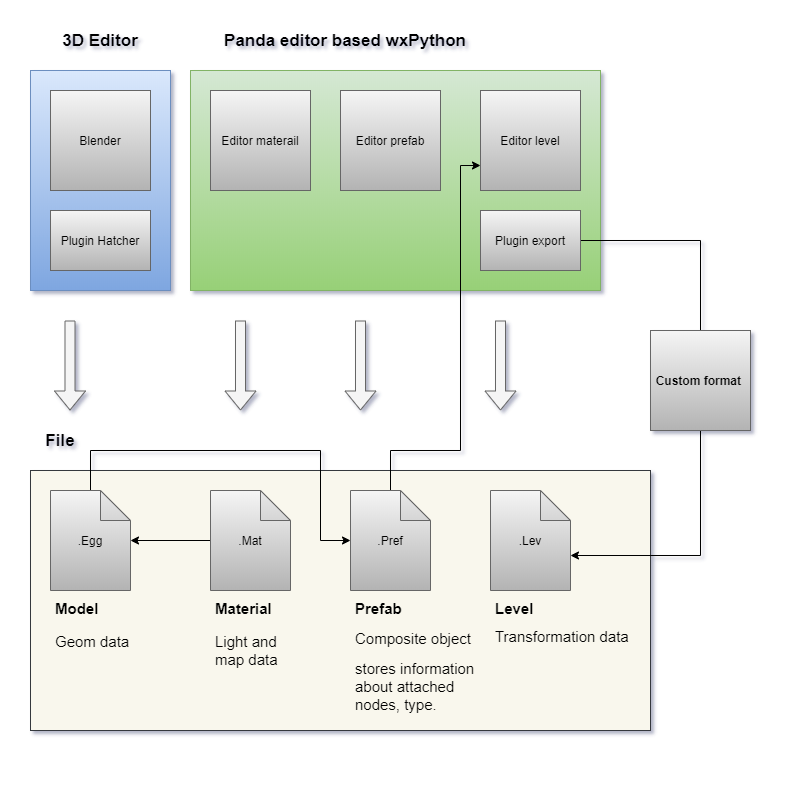 3D Editor
Panda editor based wxPython
Blender
Editor materail
Editor prefab
Editor level
Plugin Hatcher
Plugin export
Custom format
File
.Egg
.Mat
.Pref
.Lev
Model
Material
Prefab
Level
Geom data
Light and
map data
Composite object
Transformation data
stores information
about attached
nodes, type.